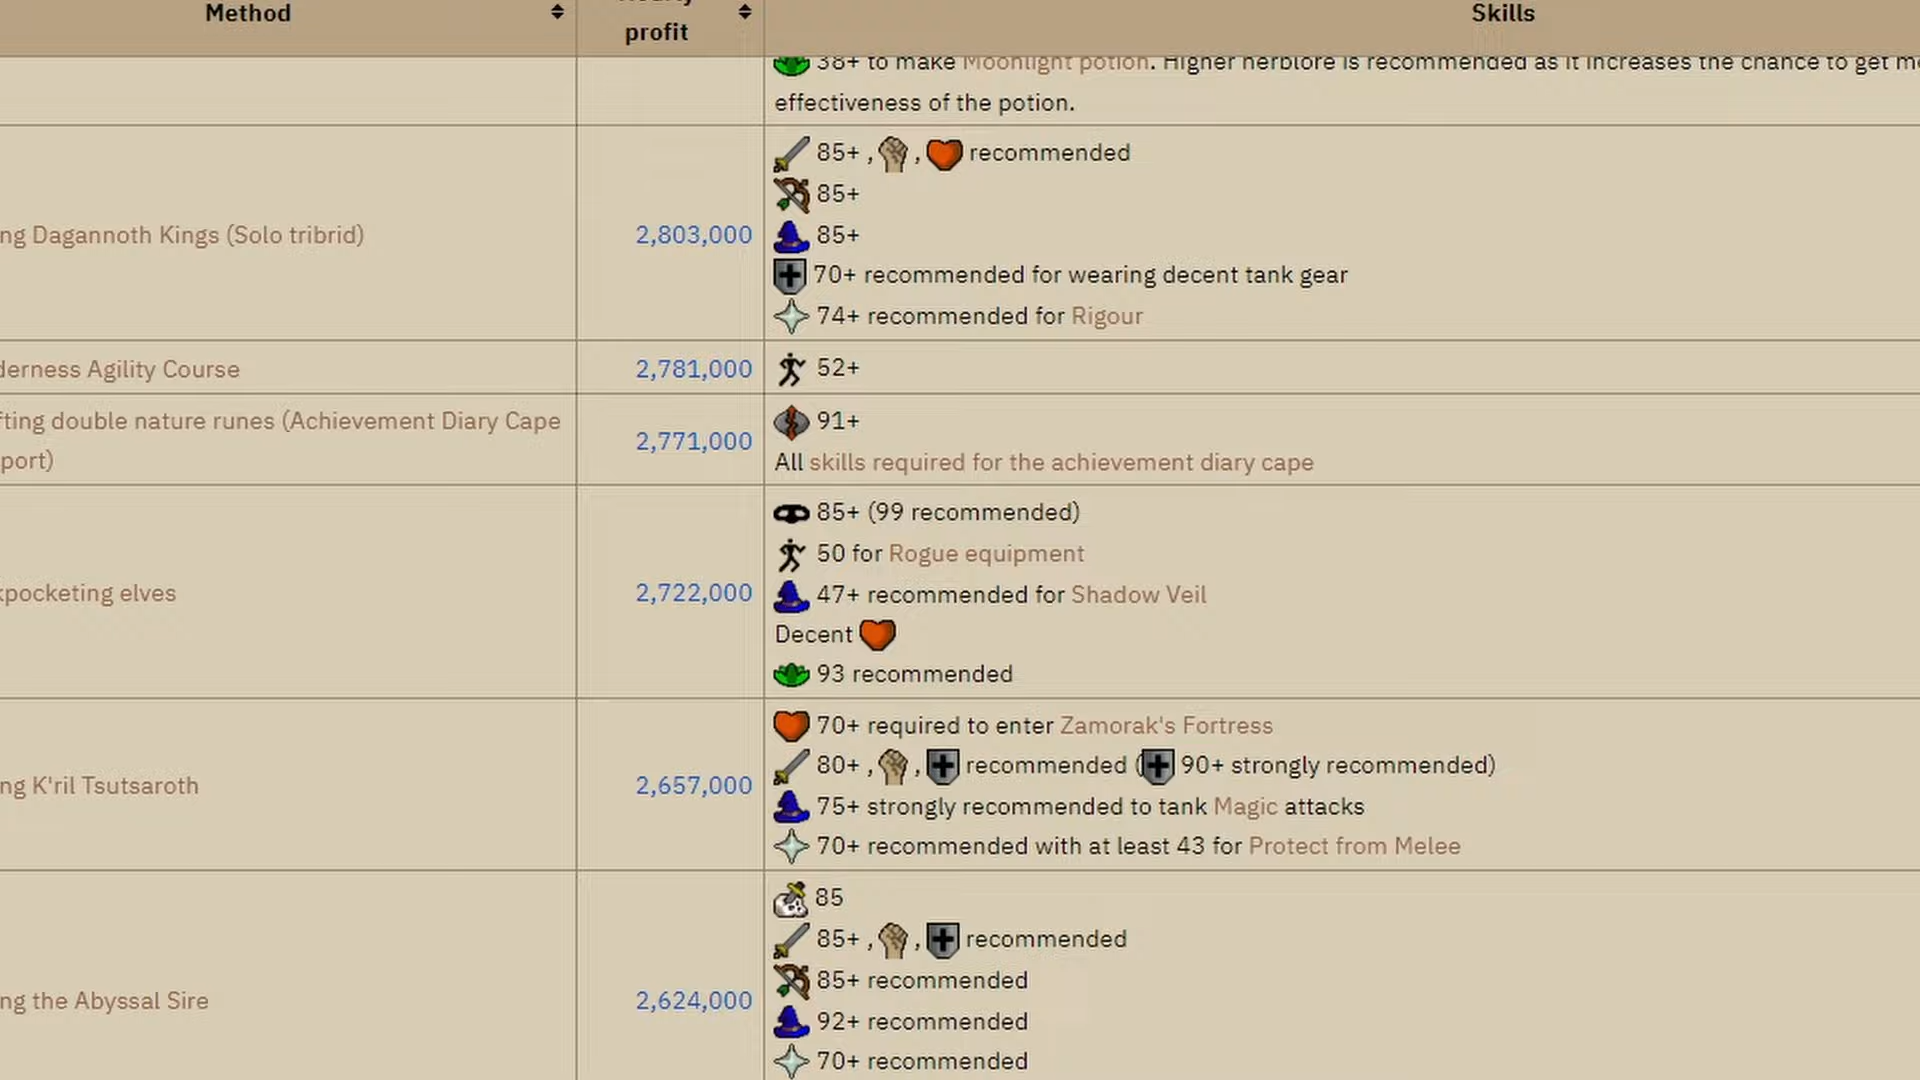 Method
profit
Skills
38+ to make Moonlight potion. Higher herblore is recommended as it increases the chance to get
effectiveness of the potion.
ng Dagannoth Kings (Solo tribrid)
2,803,000
85+ , , recommended
85+
85+
70+ recommended for wearing decent tank gear
74+ recommended for Rigour
derness Agility Course
2,781,000
52+
fting double nature runes (Achievement Diary Cape
port)
2,771,000
91+
All skills required for the achievement diary cape
kpocketing elves
2,722,000
85+ (99 recommended)
50 for Rogue equipment
47+ recommended for Shadow Veil
Decent
93 recommended
ng K'ril Tsutsaroth
2,657,000
70+ required to enter Zamorak's Fortress
80+ , , recommended ( 90+ strongly recommended)
75+ strongly recommended to tank Magic attacks
70+ recommended with at least 43 for Protect from Melee
ng the Abyssal Sire
2,624,000
85
85+ , , recommended
85+ recommended
92+ recommended
70+ recommended